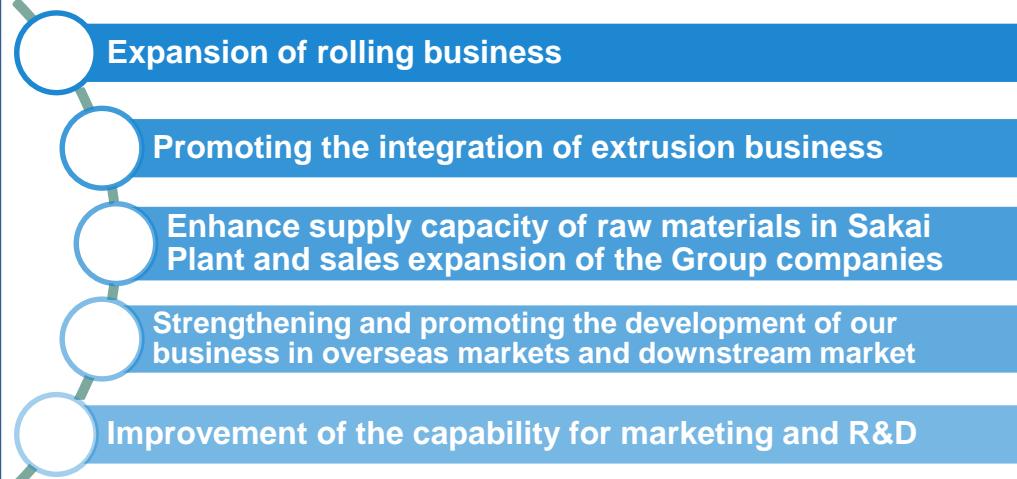 Expansion of rolling business
Promoting the integration of extrusion business
Enhance supply capacity of raw materials in Sakai
Plant and sales expansion of the Group companies
Strengthening and promoting the development of our
business in overseas markets and downstream market
Improvement of the capability for marketing and R&D